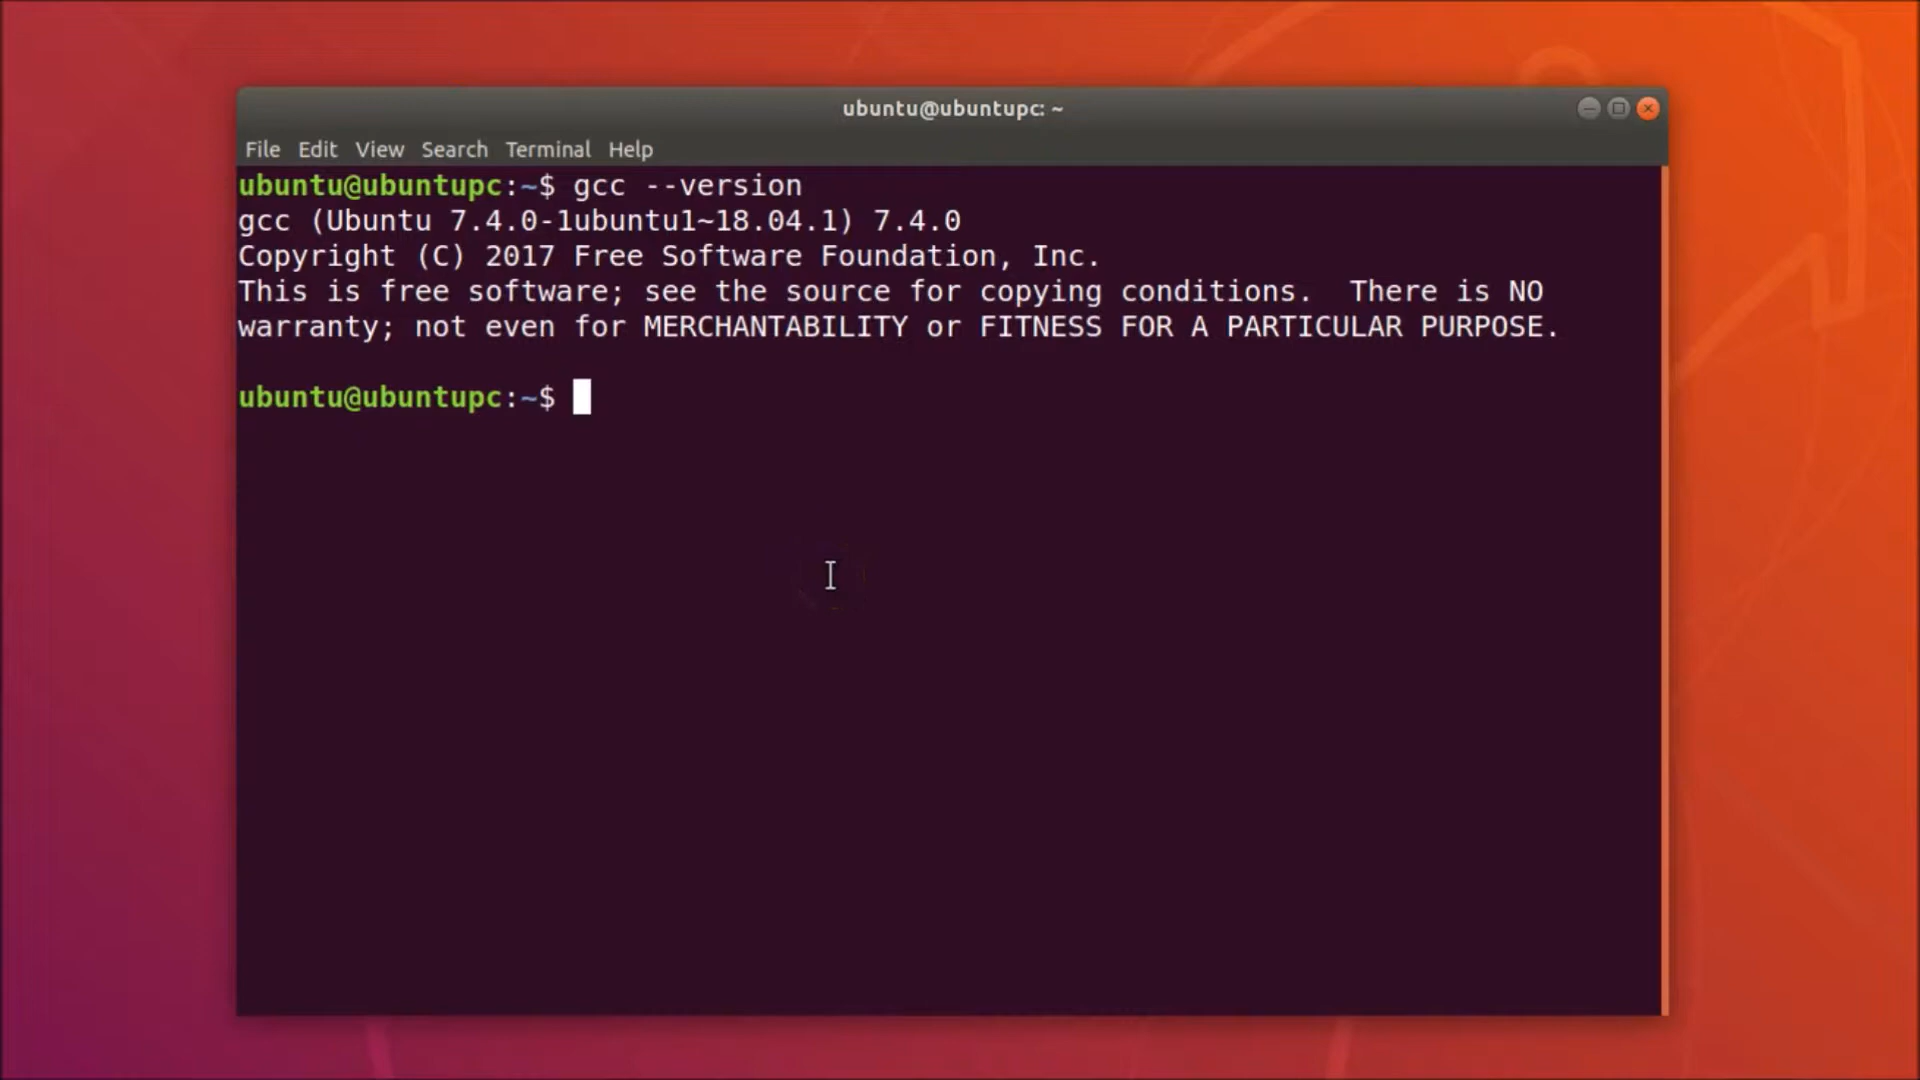 ubuntu@ubuntupc: ~
File Edit View Search Terminal Help
ubuntu@ubuntupc:~$ gcc --version
gcc (Ubuntu 7.4.0-1ubuntu1~18.04.1) 7.4.0
Copyright (C) 2017 Free Software Foundation, Inc.
This is free software; see the source for copying conditions.  There is NO
warranty; not even for MERCHANTABILITY or FITNESS FOR A PARTICULAR PURPOSE.
ubuntu@ubuntupc:~$